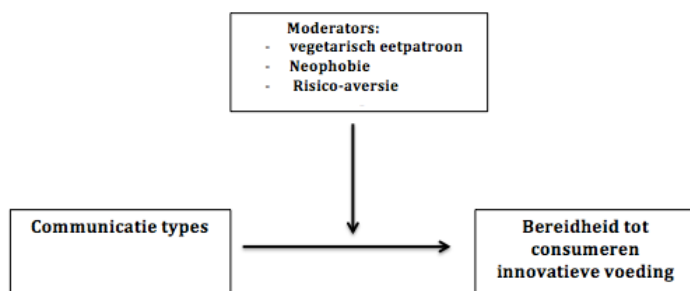 Moderators:
- vegetarisch eetpatroon
- Neophobie
- Risico-aversie
Communicatie types
Bereidheid tot
consumeren
innovatieve voeding